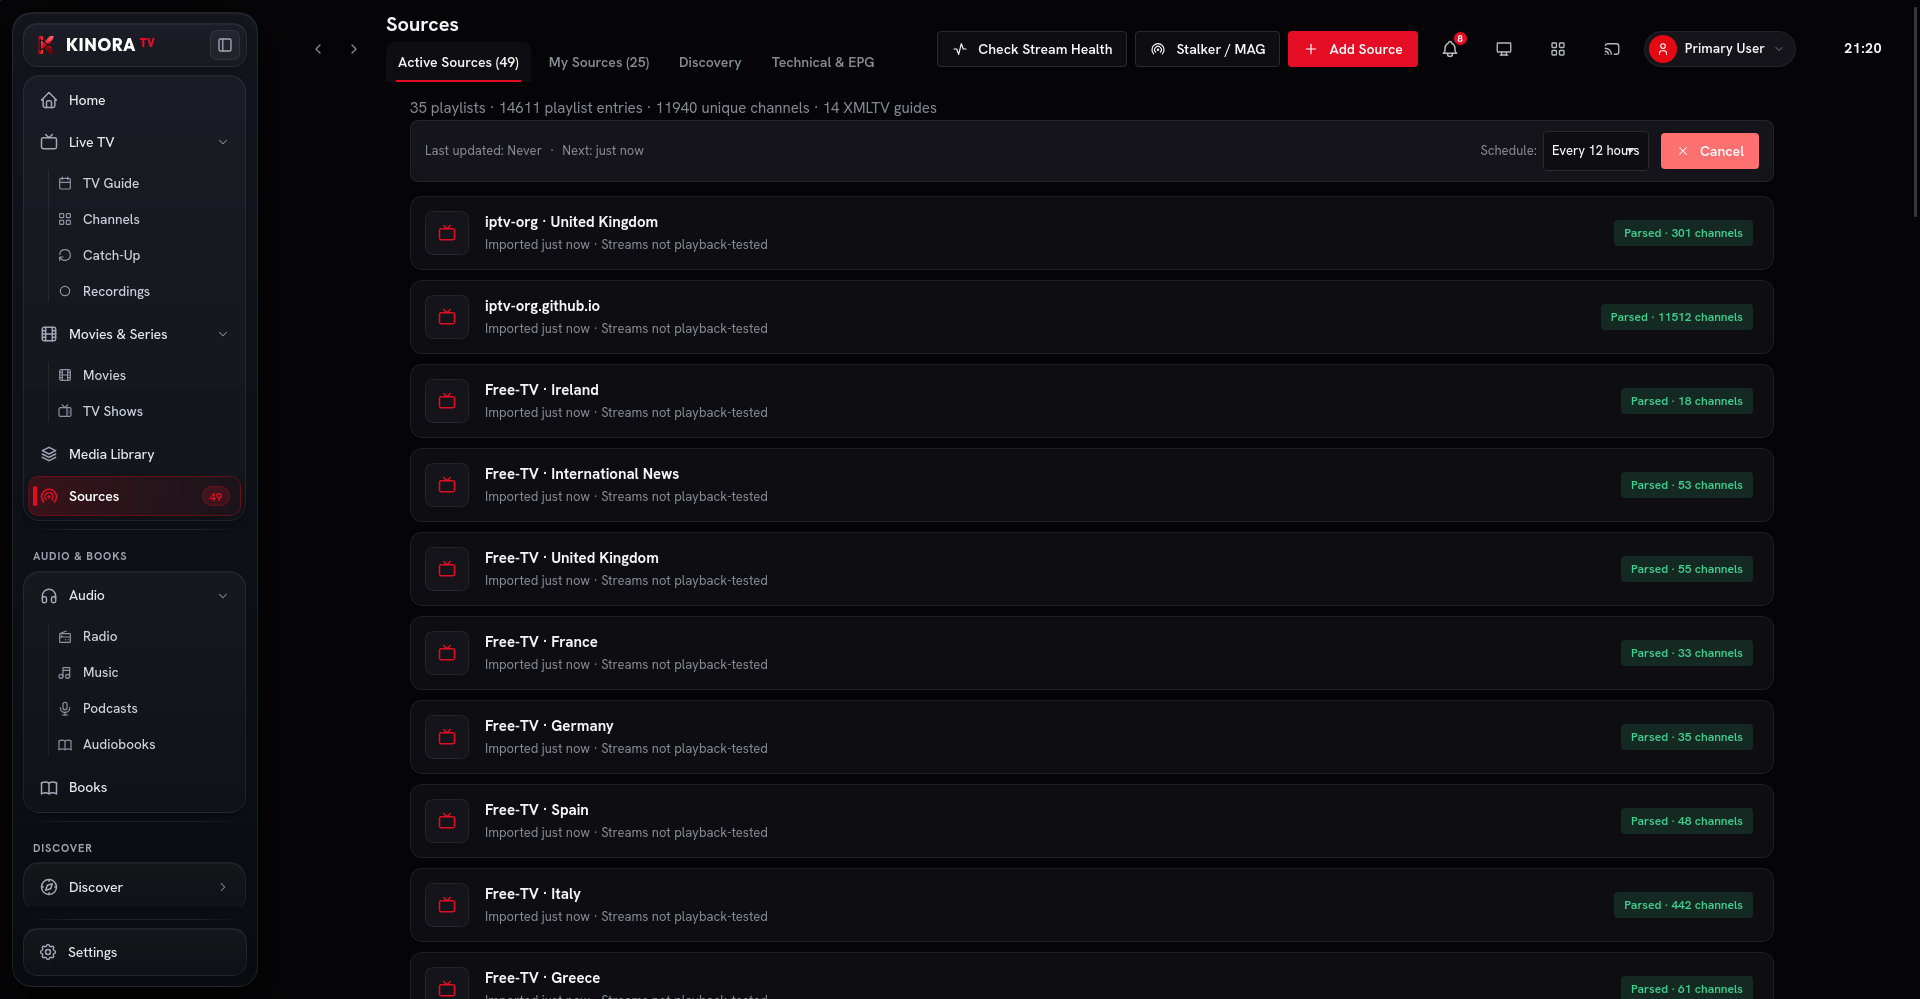 KINORA TV
Home
Live TV
TV Guide
Channels
Catch-Up
Recordings
Movies & Series
Movies
TV Shows
Media Library
Sources 49
AUDIO & BOOKS
Audio
Radio
Music
Podcasts
Audiobooks
Books
DISCOVER
Discover
Settings
Sources
Active Sources (49) My Sources (25) Discovery Technical & EPG
Check Stream Health Stalker / MAG + Add Source 8 Primary User 21:20
35 playlists · 14611 playlist entries · 11940 unique channels · 14 XMLTV guides
Last updated: Never · Next: just now Schedule: Every 12 hours × Cancel
iptv-org · United Kingdom
Imported just now · Streams not playback-tested
Parsed · 301 channels
iptv-org.github.io
Imported just now · Streams not playback-tested
Parsed · 11512 channels
Free-TV · Ireland
Imported just now · Streams not playback-tested
Parsed · 18 channels
Free-TV · International News
Imported just now · Streams not playback-tested
Parsed · 53 channels
Free-TV · United Kingdom
Imported just now · Streams not playback-tested
Parsed · 55 channels
Free-TV · France
Imported just now · Streams not playback-tested
Parsed · 33 channels
Free-TV · Germany
Imported just now · Streams not playback-tested
Parsed · 35 channels
Free-TV · Spain
Imported just now · Streams not playback-tested
Parsed · 48 channels
Free-TV · Italy
Imported just now · Streams not playback-tested
Parsed · 442 channels
Free-TV · Greece
Imported just now · Streams not playback-tested
Parsed · 61 channels